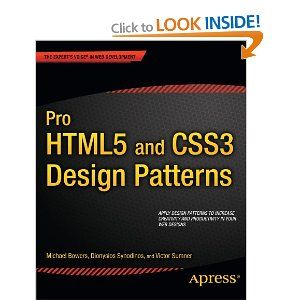 Click to LOOK INSIDE!
THE EXPERT'S VOICE® IN WEB DEVELOPMENT
Pro
HTML5 and CSS3
Design Patterns
APPLY DESIGN PATTERNS TO INCREASE
CREATIVITY AND PRODUCTIVITY IN YOUR
WEB DESIGNS
Michael Bowers, Dionysios Synodinos, and Victor Sumner
Apress®